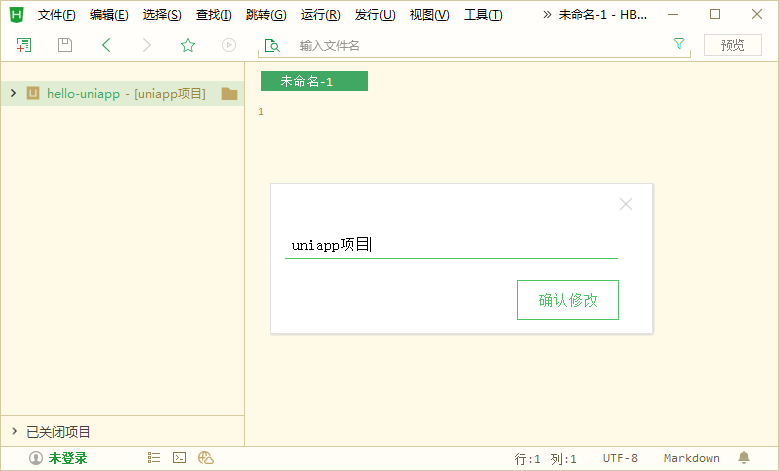 文件(F) 编辑(E) 选择(S) 查找(I) 跳转(G) 运行(R) 发行(U) 视图(V) 工具(T) » 未命名-1 - HB...
输入文件名 预览
hello-uniapp - [uniapp项目]
未命名-1
1
uniapp项目
确认修改
已关闭项目
未登录 行:1 列:1 UTF-8 Markdown